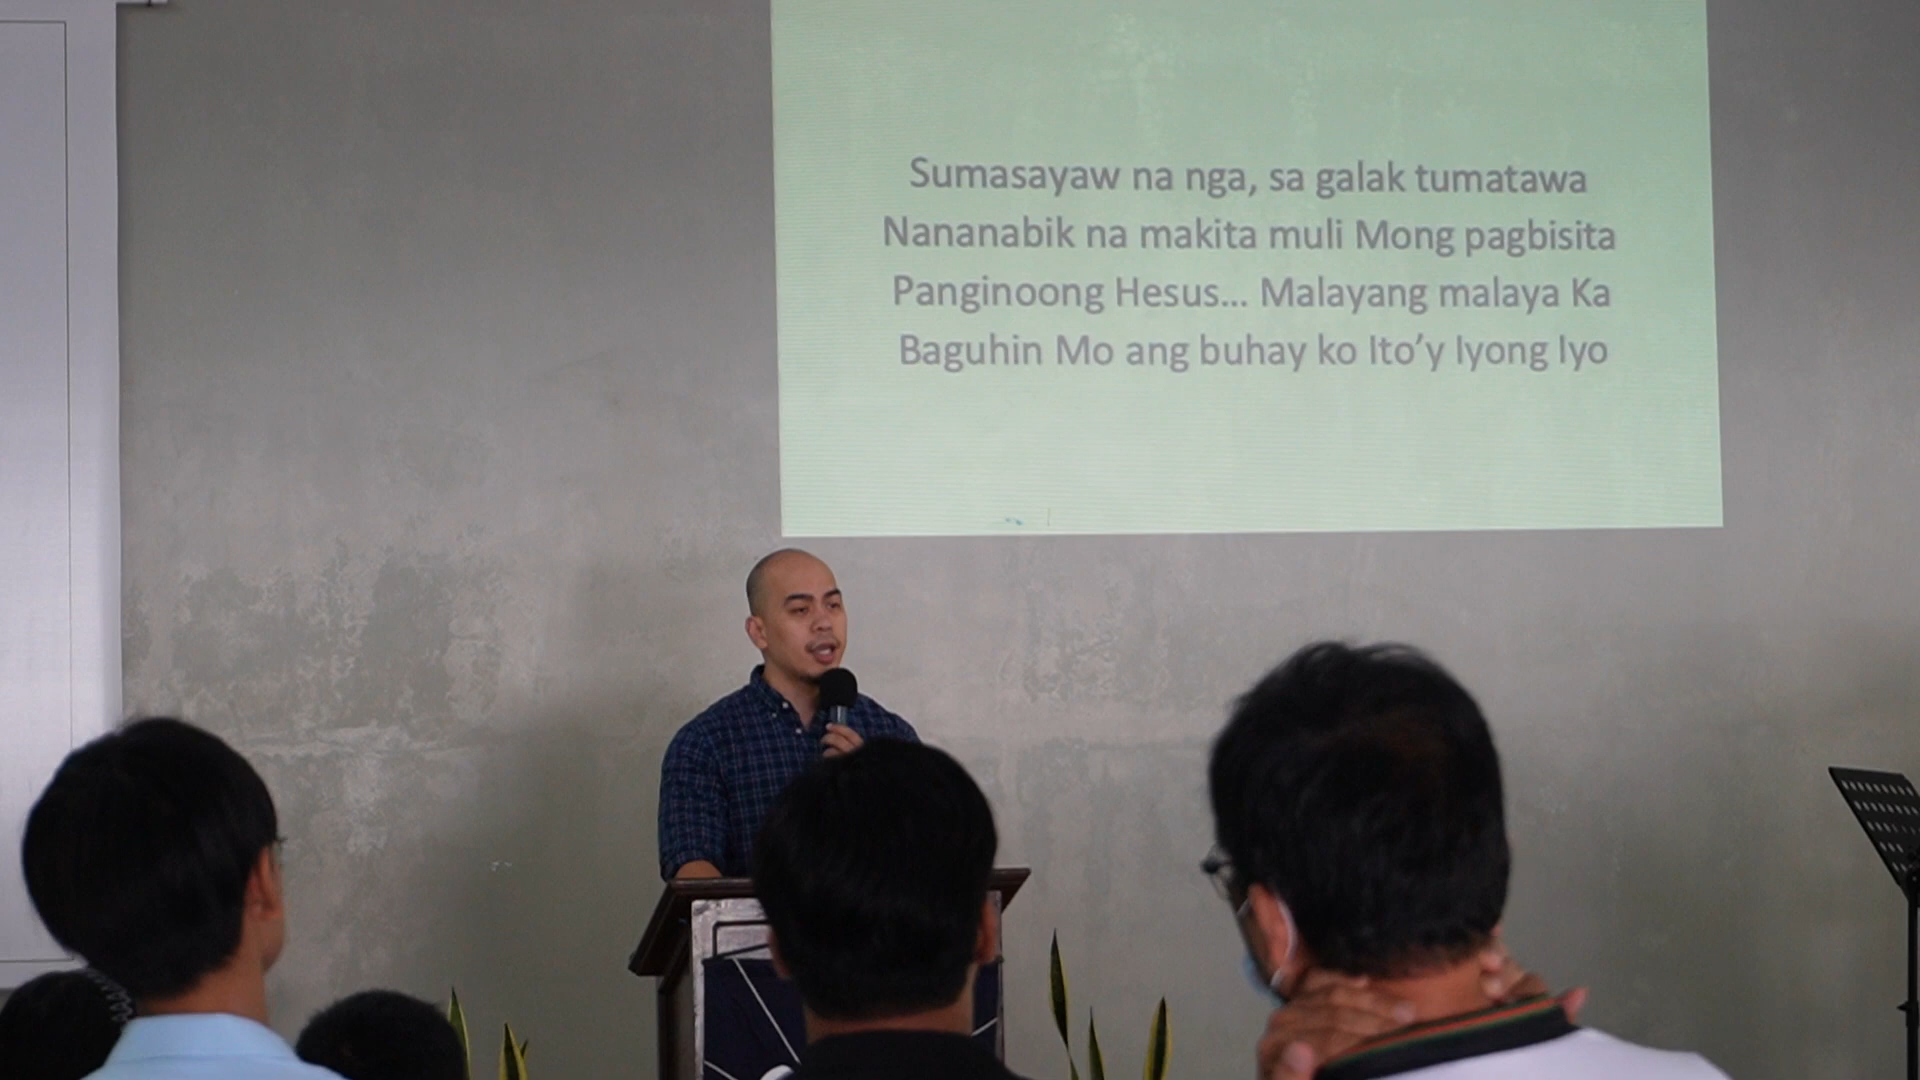 Sumasayaw na nga, sa galak tumatawa
Nananabik na makita muli Mong pagbisita
Panginoong Hesus... Malayang malaya Ka
Baguhin Mo ang buhay ko Ito’y Iyong Iyo